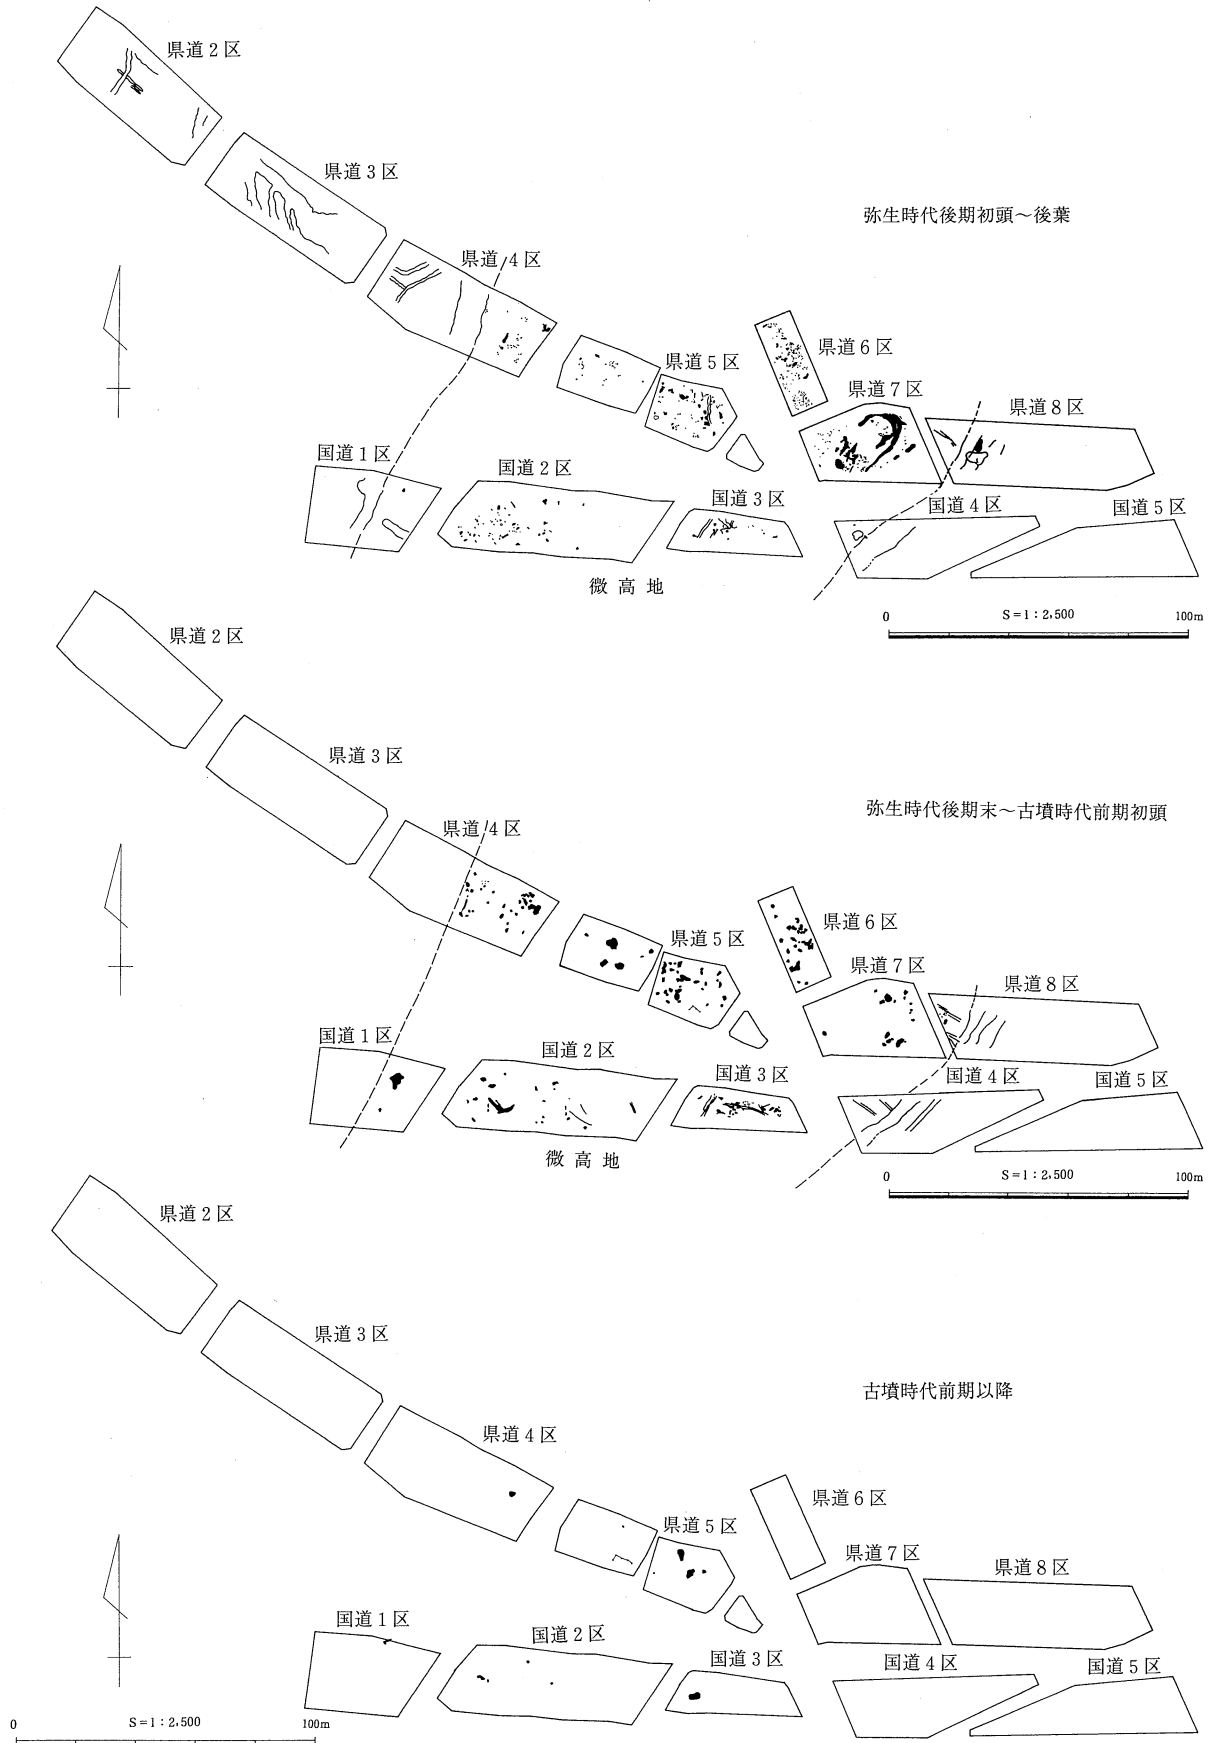 県道2区
県道3区
弥生時代後期初頭～後葉
県道4区
県道6区
県道5区
県道7区
県道8区
国道1区
国道2区
国道3区
国道4区
国道5区
微高地
0 S＝1：2,500 100m
県道2区
県道3区
弥生時代後期末～古墳時代前期初頭
県道4区
県道6区
県道5区
県道7区
県道8区
国道1区
国道2区
国道3区
国道4区
国道5区
微高地
0 S＝1：2,500 100m
県道2区
県道3区
古墳時代前期以降
県道4区
県道6区
県道5区
県道7区
県道8区
国道1区
国道2区
国道3区
国道4区
国道5区
0 S＝1：2,500 100m